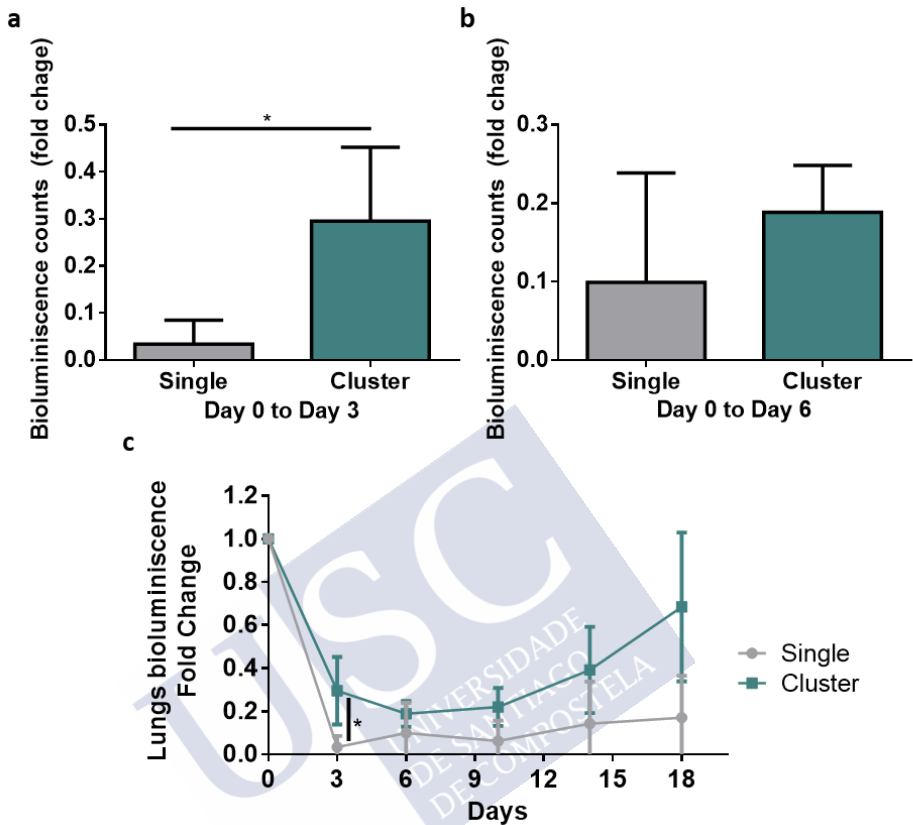 a
b
Bioluminiscence counts (fold chage)
0.5
0.4
0.3
0.2
0.1
0.0
*
Single
Cluster
Day 0 to Day 3
Bioluminiscence counts (fold chage)
0.3
0.2
0.1
0.0
Single
Cluster
Day 0 to Day 6
c
Lungs bioluminiscence
Fold Change
1.2
1.0
0.8
0.6
0.4
0.2
0.0
*
0
3
6
9
12
15
18
Days
Single
Cluster
USC
UNIVERSIDADE
DE SANTIAGO
DE COMPOSTELA